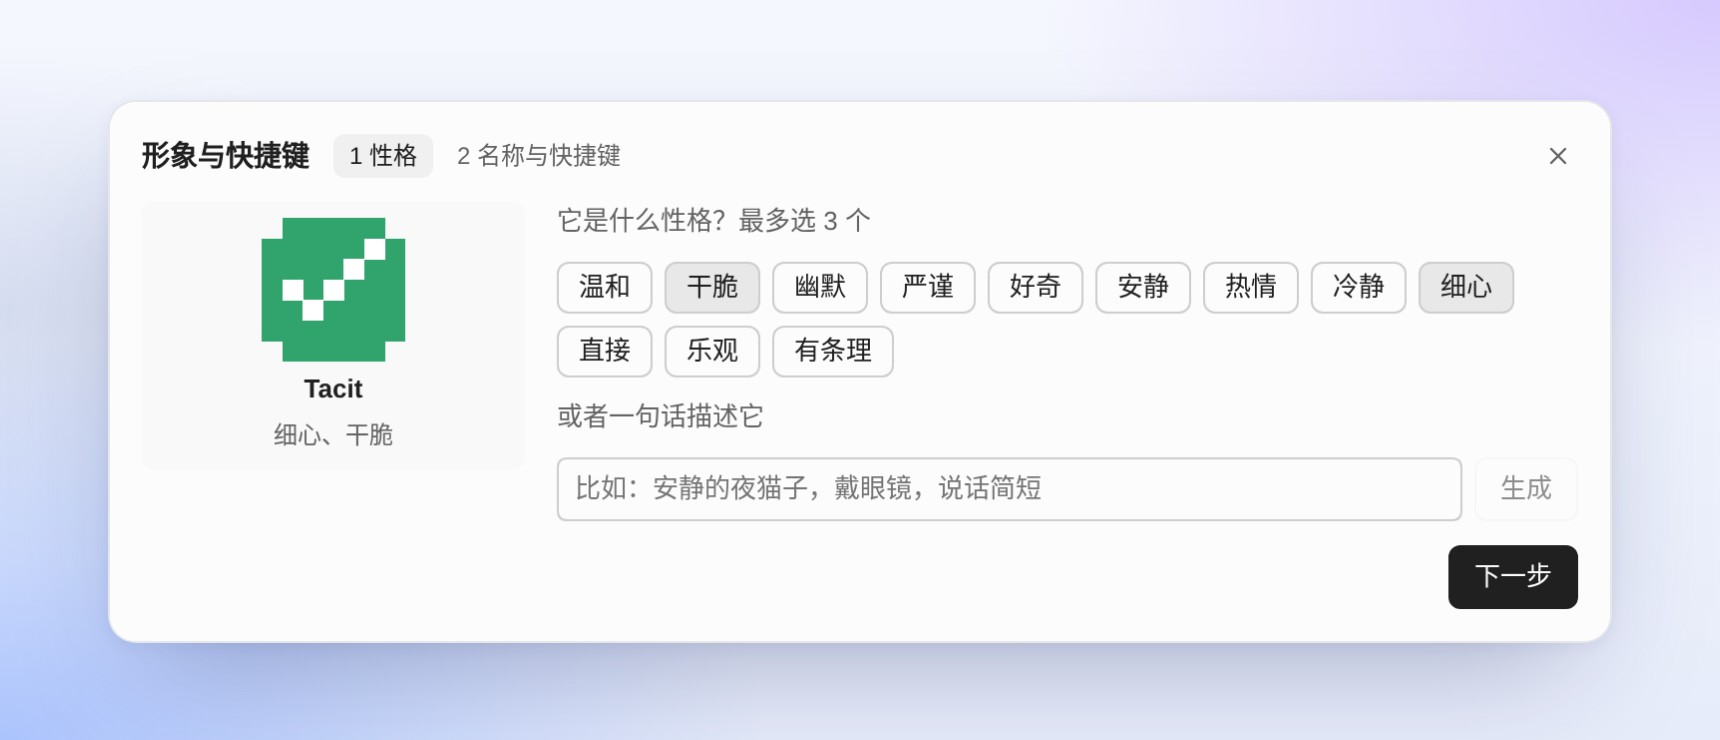 形象与快捷键 1 性格 2 名称与快捷键
Tacit
细心、干脆
它是什么性格？最多选 3 个
温和 干脆 幽默 严谨 好奇 安静 热情 冷静 细心
直接 乐观 有条理
或者一句话描述它
比如：安静的夜猫子，戴眼镜，说话简短 生成
下一步